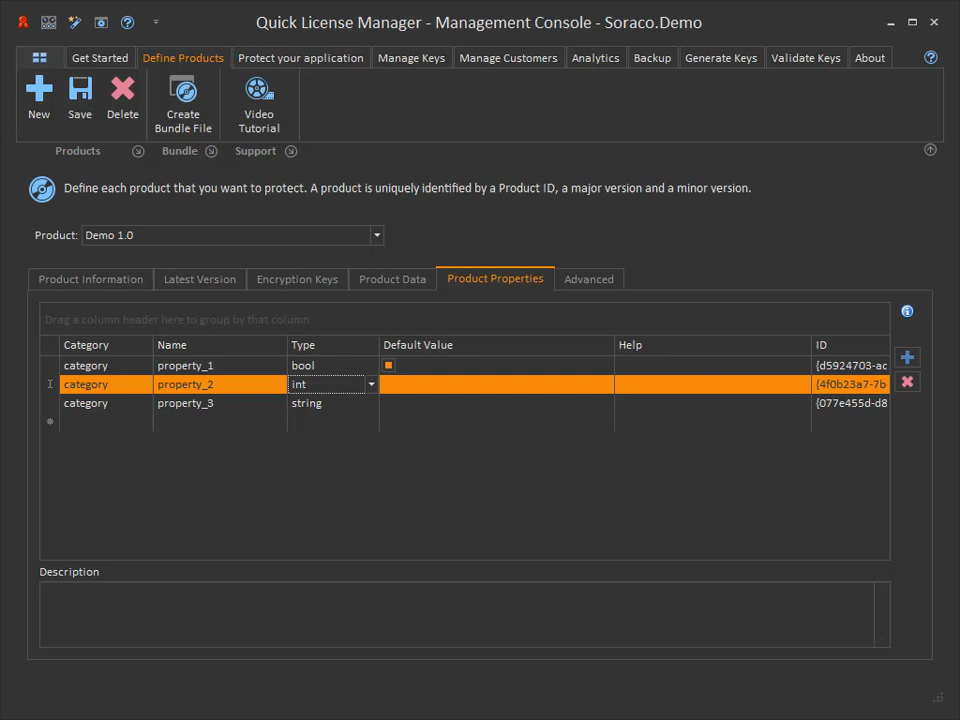 Quick License Manager - Management Console - Soraco.Demo
Get Started Define Products Protect your application Manage Keys Manage Customers Analytics Backup Generate Keys Validate Keys About
New Save Delete Create Bundle File Video Tutorial
Products Bundle Support
Define each product that you want to protect. A product is uniquely identified by a Product ID, a major version and a minor version.
Product: Demo 1.0
Product Information Latest Version Encryption Keys Product Data Product Properties Advanced
Drag a column header here to group by that column
Category Name Type Default Value Help ID
category property_1 bool {d5924703-ac
category property_2 int {4f0b23a7-7b
category property_3 string {077e455d-d8
Description